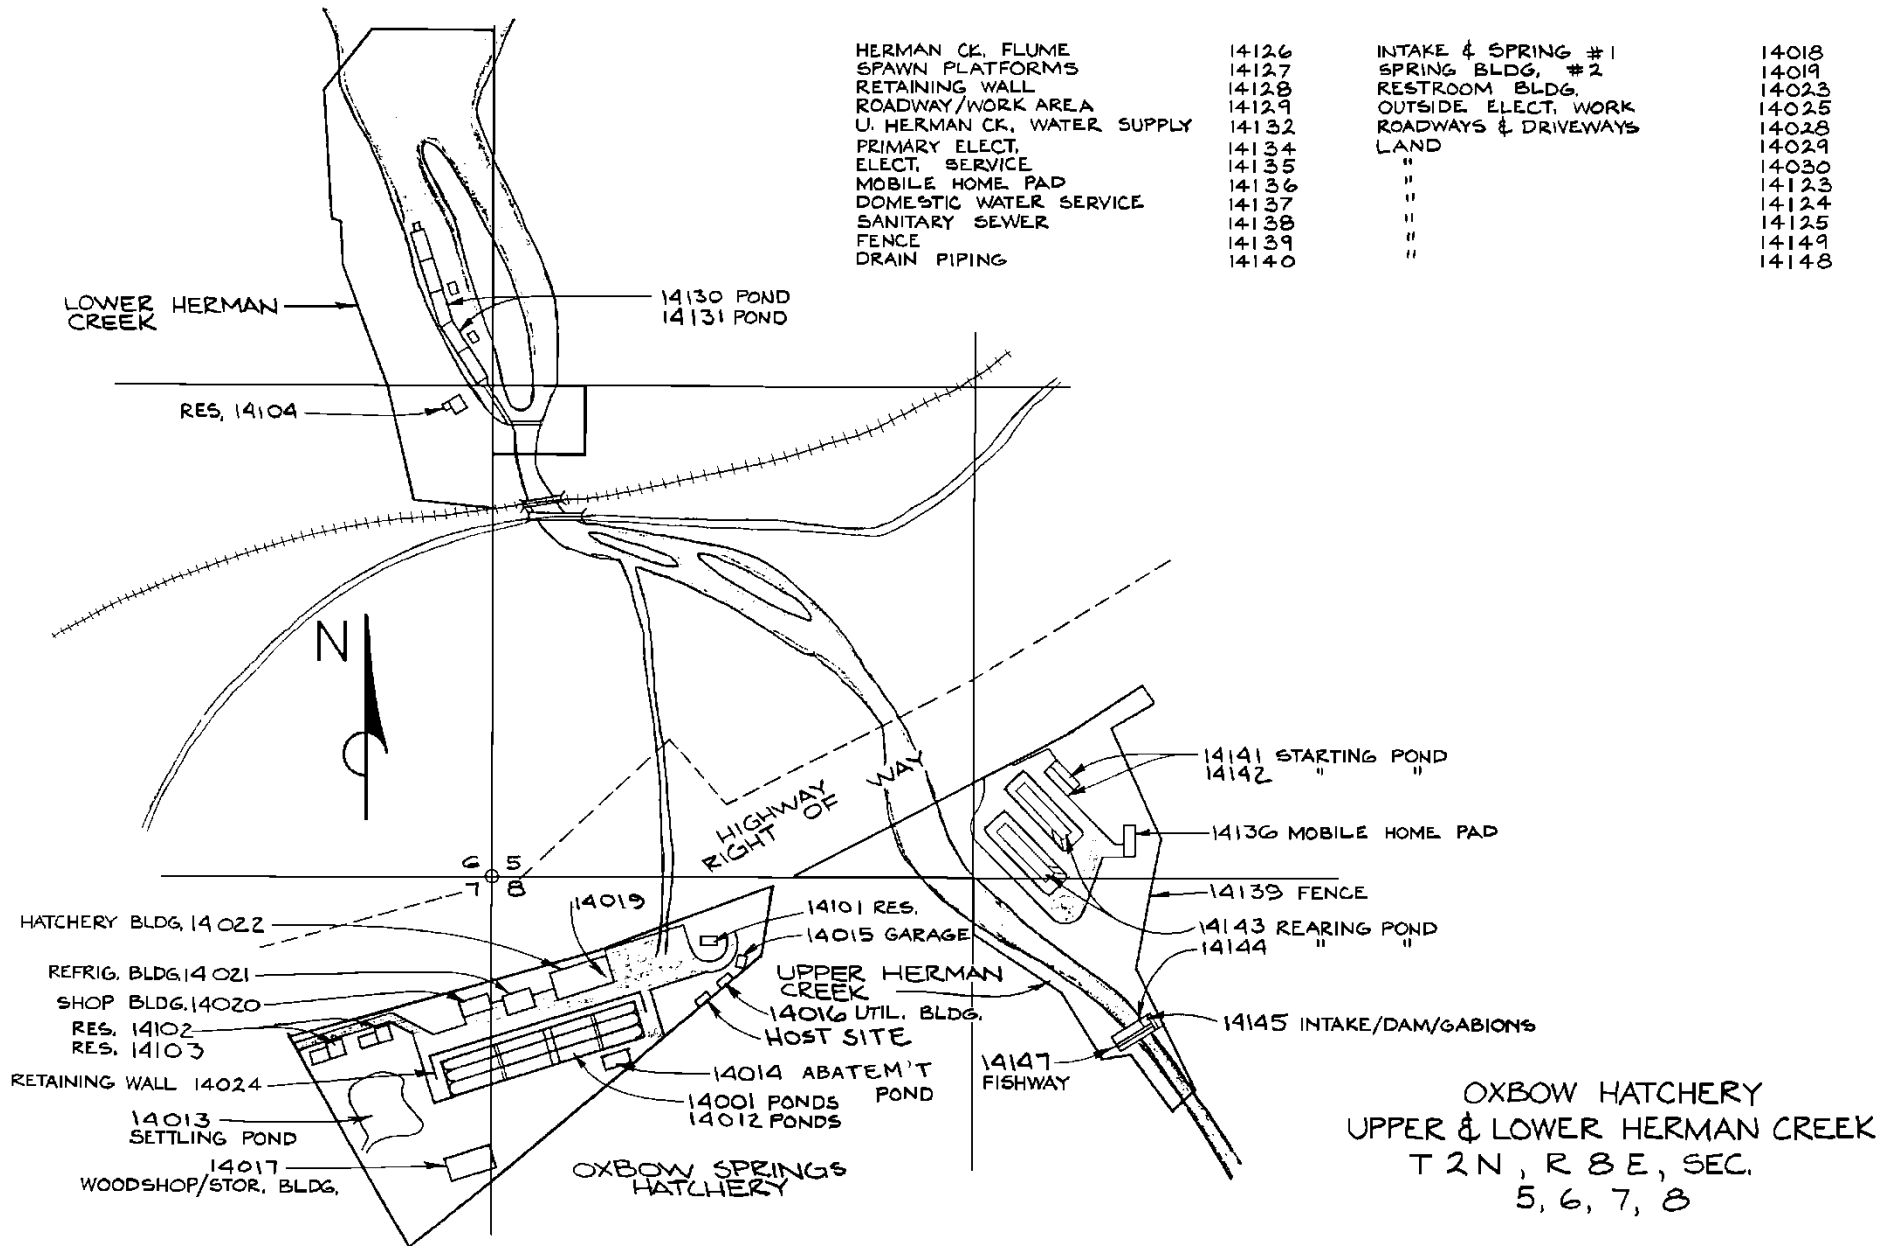 HERMAN CK. FLUME 14126 INTAKE & SPRING #1 14018
SPAWN PLATFORMS 14127 SPRING BLDG. #2 14019
RETAINING WALL 14128 RESTROOM BLDG. 14023
ROADWAY/WORK AREA 14129 OUTSIDE ELECT. WORK 14025
U. HERMAN CK. WATER SUPPLY 14132 ROADWAYS & DRIVEWAYS 14028
PRIMARY ELECT. 14134 LAND 14029
ELECT. SERVICE 14135 " 14030
MOBILE HOME PAD 14136 " 14123
DOMESTIC WATER SERVICE 14137 " 14124
SANITARY SEWER 14138 " 14125
FENCE 14139 " 14149
DRAIN PIPING 14140 " 14148
LOWER HERMAN
CREEK
14130 POND
14131 POND
RES. 14104
N
HIGHWAY
RIGHT OF WAY
14141 STARTING POND
14142 " "
14136 MOBILE HOME PAD
6 5
7 8
14139 FENCE
14143 REARING POND
14144 " "
HATCHERY BLDG. 14022
14019
14101 RES.
14015 GARAGE
REFRIG. BLDG. 14021
SHOP BLDG. 14020
RES. 14102
RES. 14103
UPPER HERMAN
CREEK
14016 UTIL. BLDG.
HOST SITE
14145 INTAKE/DAM/GABIONS
14147
FISHWAY
RETAINING WALL 14024
14014 ABATEM'T
POND
14001 PONDS
14012 PONDS
14013
SETTLING POND
14017
WOODSHOP/STOR. BLDG.
OXBOW SPRINGS
HATCHERY
OXBOW HATCHERY
UPPER & LOWER HERMAN CREEK
T 2 N, R 8 E, SEC.
5, 6, 7, 8